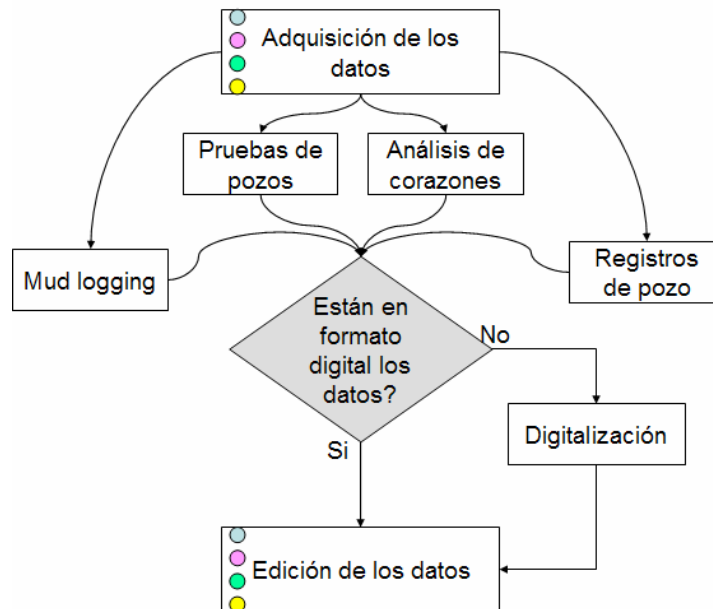 Adquisición de los
datos
Pruebas de
pozos
Análisis de
corazones
Mud logging
Registros
de pozo
Están en
formato
digital los
datos?
No
Si
Digitalización
Edición de los datos